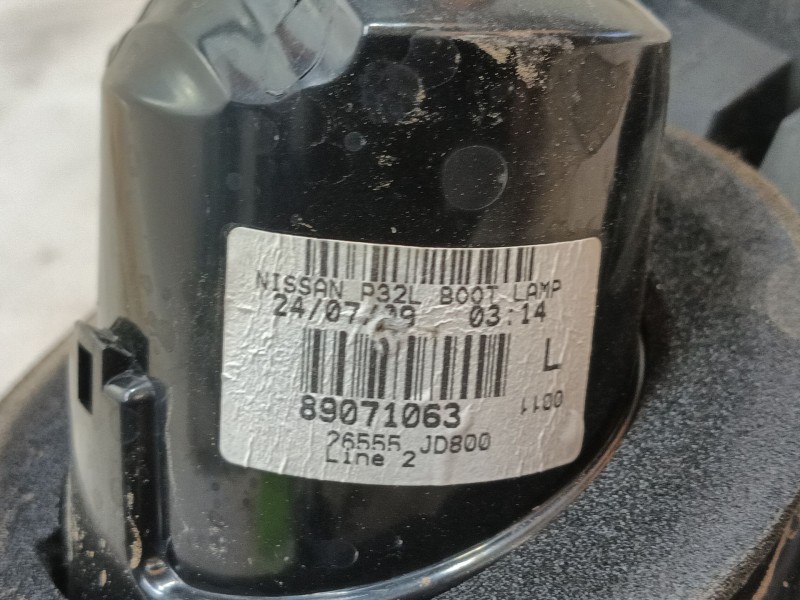 NISSAN P32L BOOT LAMP
24/07/09 03:14
L
89071063
0011
26555 JD800
Line 2